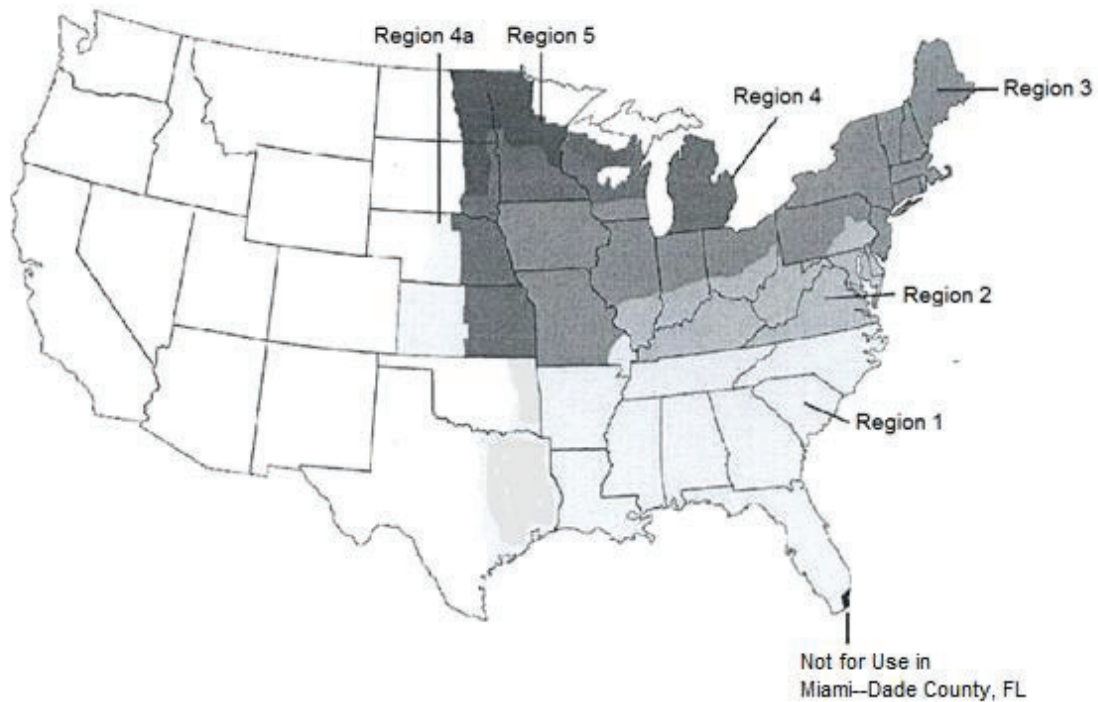 Region 4a
Region 5
Region 3
Region 4
Region 2
Region 1
Not for Use in
Miami--Dade County, FL